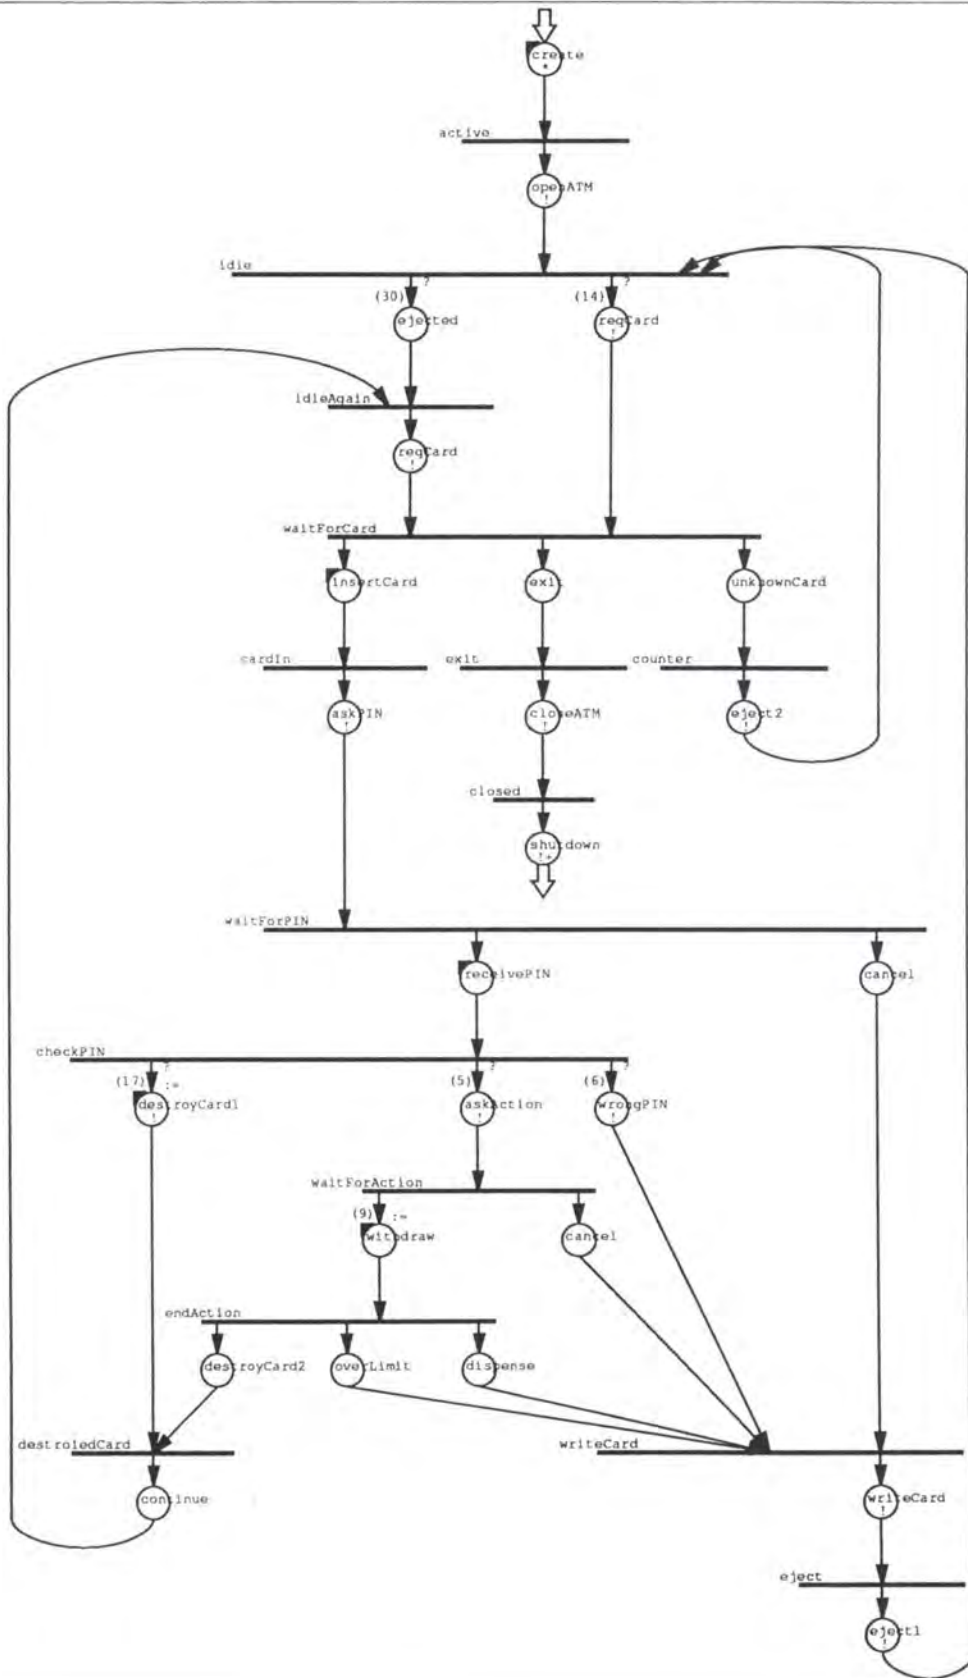 create
*
active
openATM
!
idle
? ?
(30) (14)
ejected reqCard
!
idleAgain
reqCard
!
waitForCard
insertCard exit unknownCard
cardIn exit counter
askPIN closeATM eject2
! ! !
closed
shutdown
!+
waitForPIN
receivePIN cancel
checkPIN
? ? ?
(17) := (5) (6)
destroyCard1 askAction wrongPIN
! ! !
waitForAction
(9) :=
witdraw cancel
endAction
destroyCard2 overLimit dispense
destroiedCard writeCard
continue writeCard
!
eject
eject1
!